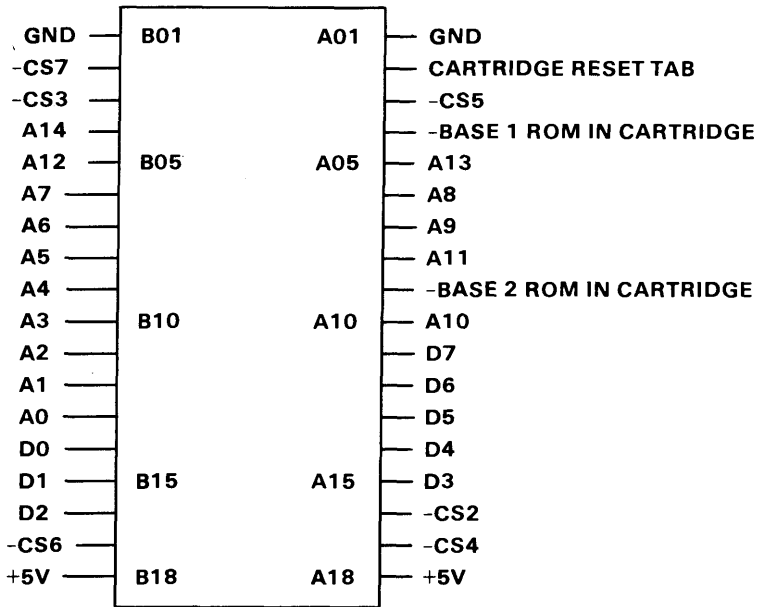 GND B01 A01 GND
-CS7 CARTRIDGE RESET TAB
-CS3 -CS5
A14 -BASE 1 ROM IN CARTRIDGE
A12 B05 A05 A13
A7 A8
A6 A9
A5 A11
A4 -BASE 2 ROM IN CARTRIDGE
A3 B10 A10 A10
A2 D7
A1 D6
A0 D5
D0 D4
D1 B15 A15 D3
D2 -CS2
-CS6 -CS4
+5V B18 A18 +5V